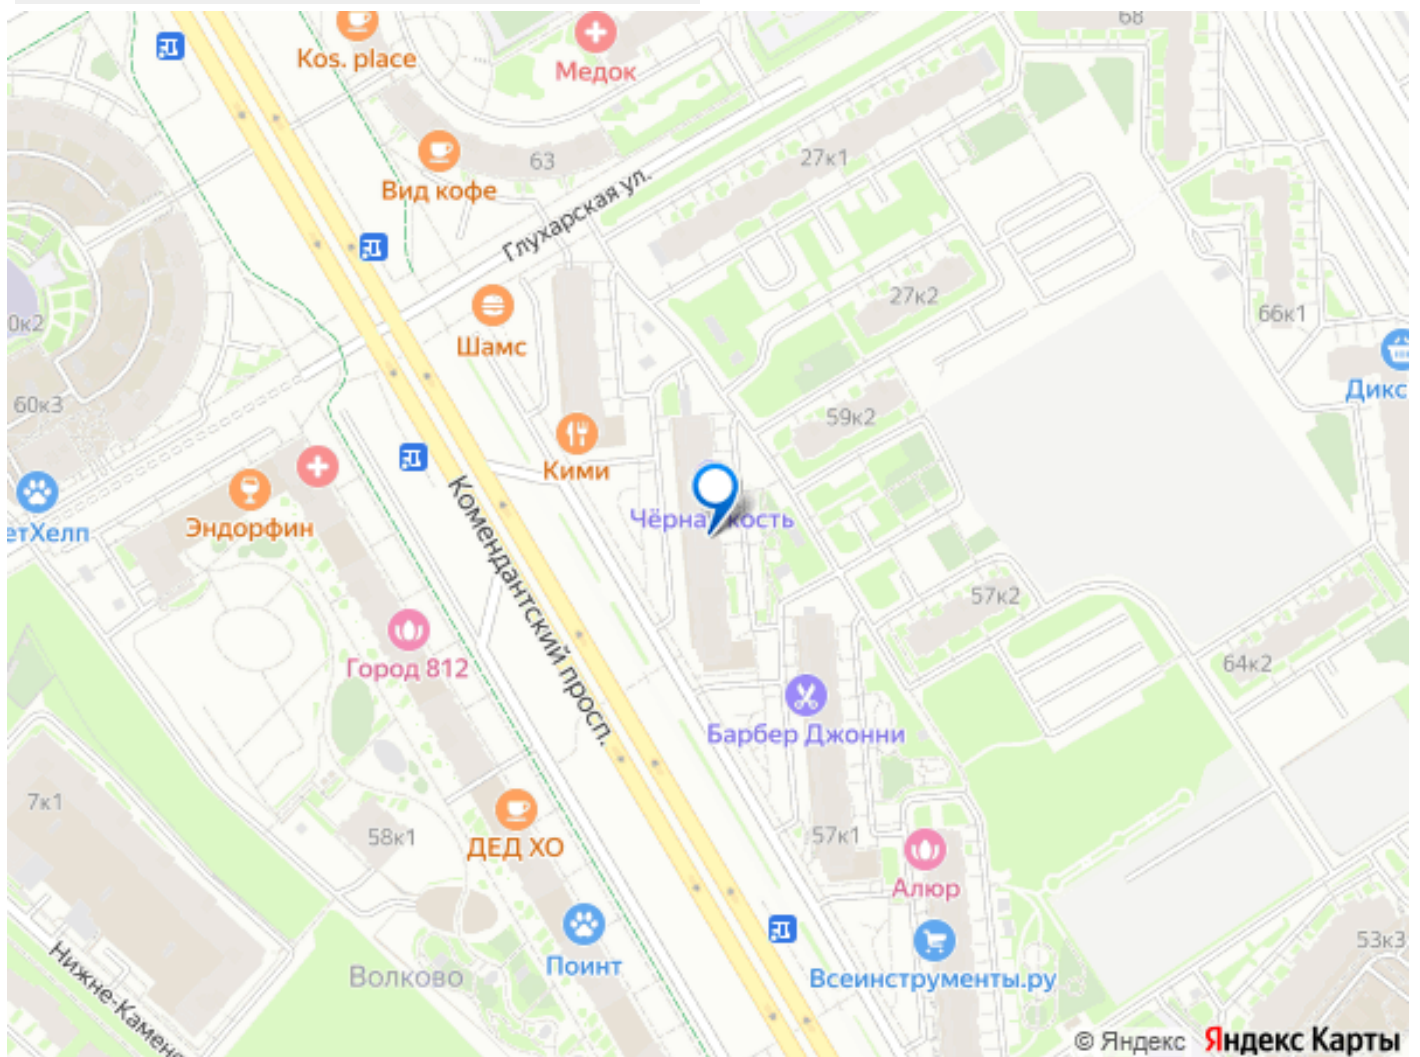 68
Kos. place
Медок
63
27к1
Вид кофе
Глухарская ул.
0к2
27к2
66к1
Шамс
Дикс
60к3
59к2
Кими
Комендантский просп.
Эндорфин
етХелп
Чёрна кость
57к2
Город 812
64к2
Барбер Джонни
7к1
58к1
ДЕД ХО
57к1
Алюр
Поинт
Волково
Всеинструменты.ру
53к3
Нижне-Каменс
© Яндекс Яндекс Карты